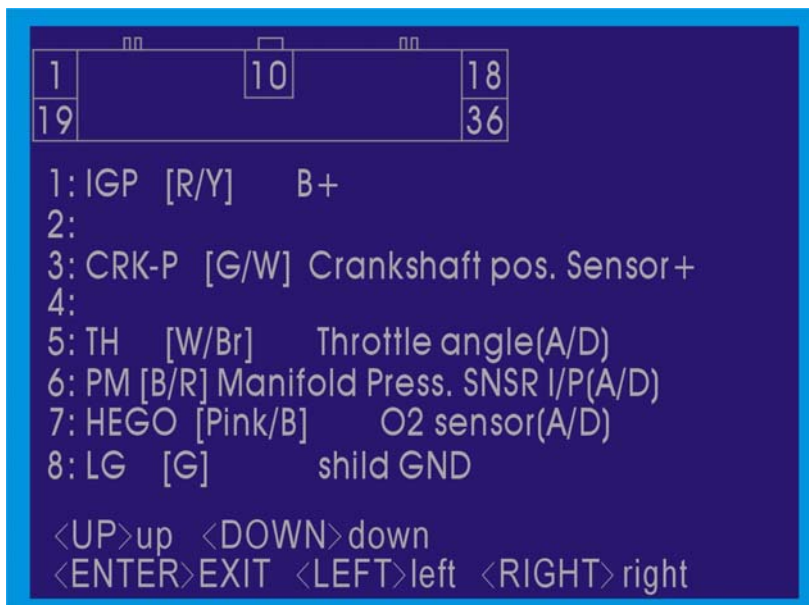 1 10 18
19 36
1: IGP [R/Y] B+
2:
3: CRK-P [G/W] Crankshaft pos. Sensor+
4:
5: TH [W/Br] Throttle angle(A/D)
6: PM [B/R] Manifold Press. SNSR I/P(A/D)
7: HEGO [Pink/B] O2 sensor(A/D)
8: LG [G] shild GND
<UP>up <DOWN>down
<ENTER>EXIT <LEFT>left <RIGHT>right